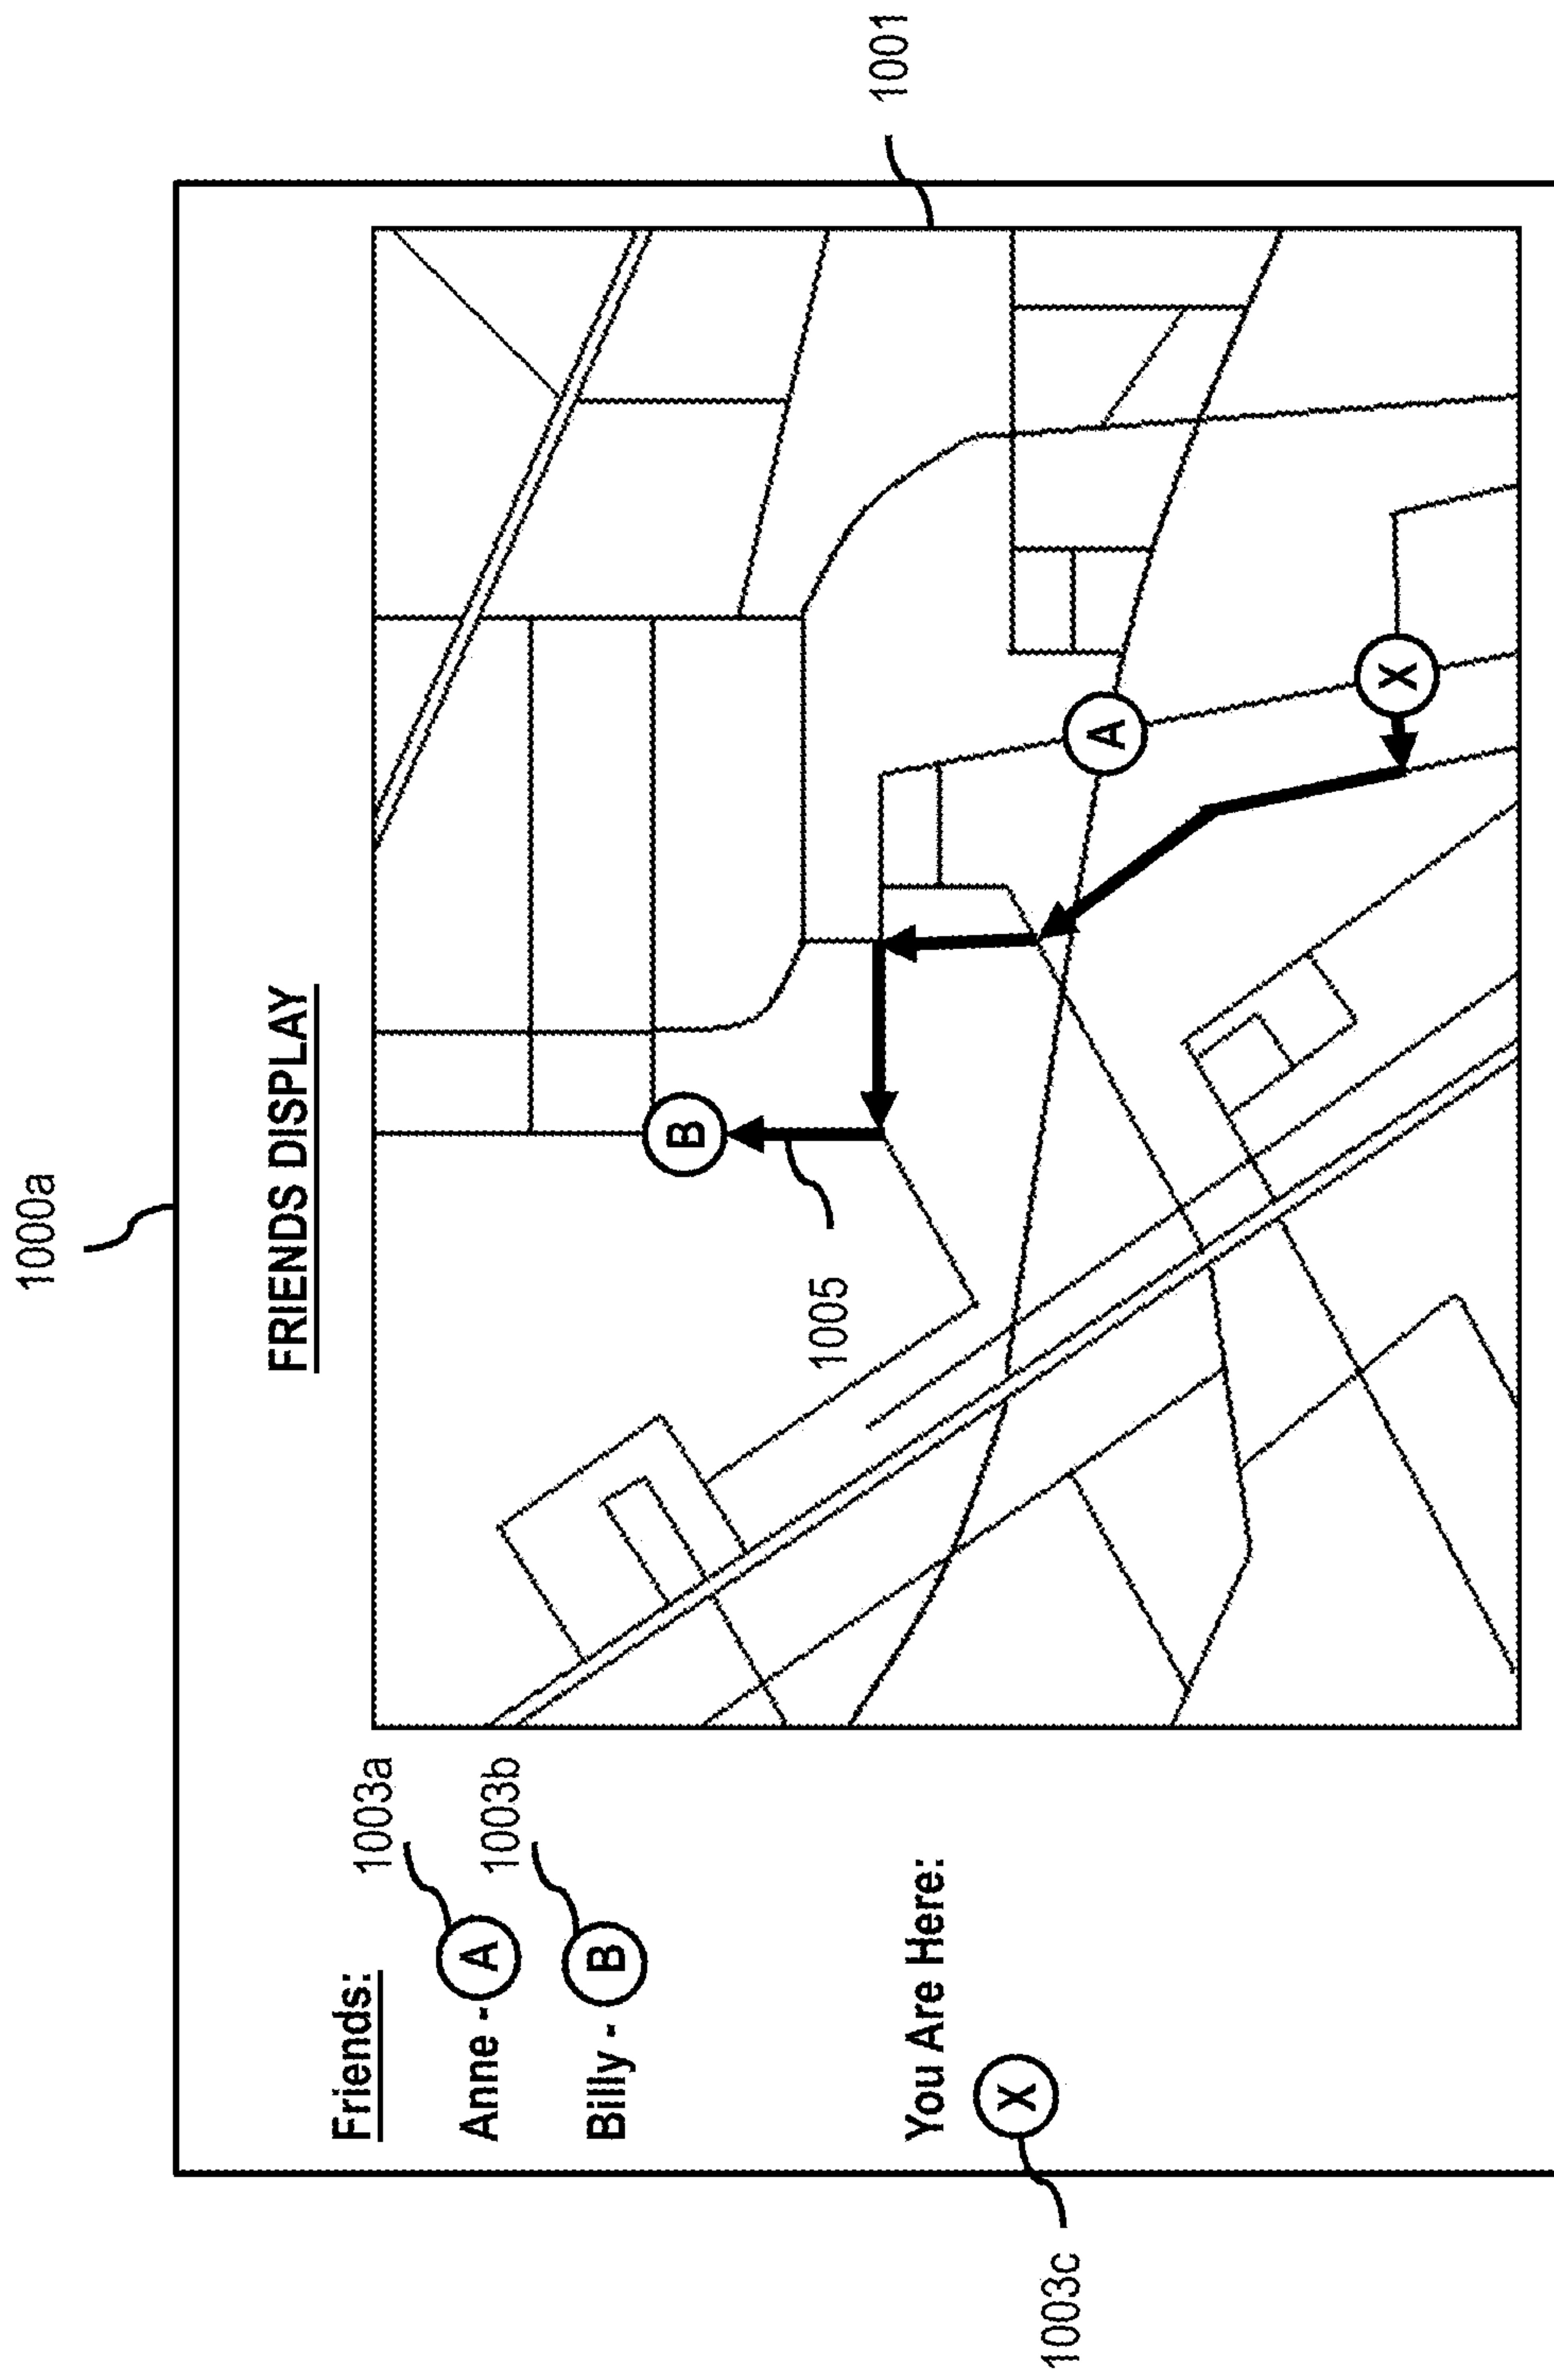 1000a
FRIENDS DISPLAY
Friends:
Anne - A
1003a
Billy - B
1003b
You Are Here:
X
1003c
B
A
X
1005
1001